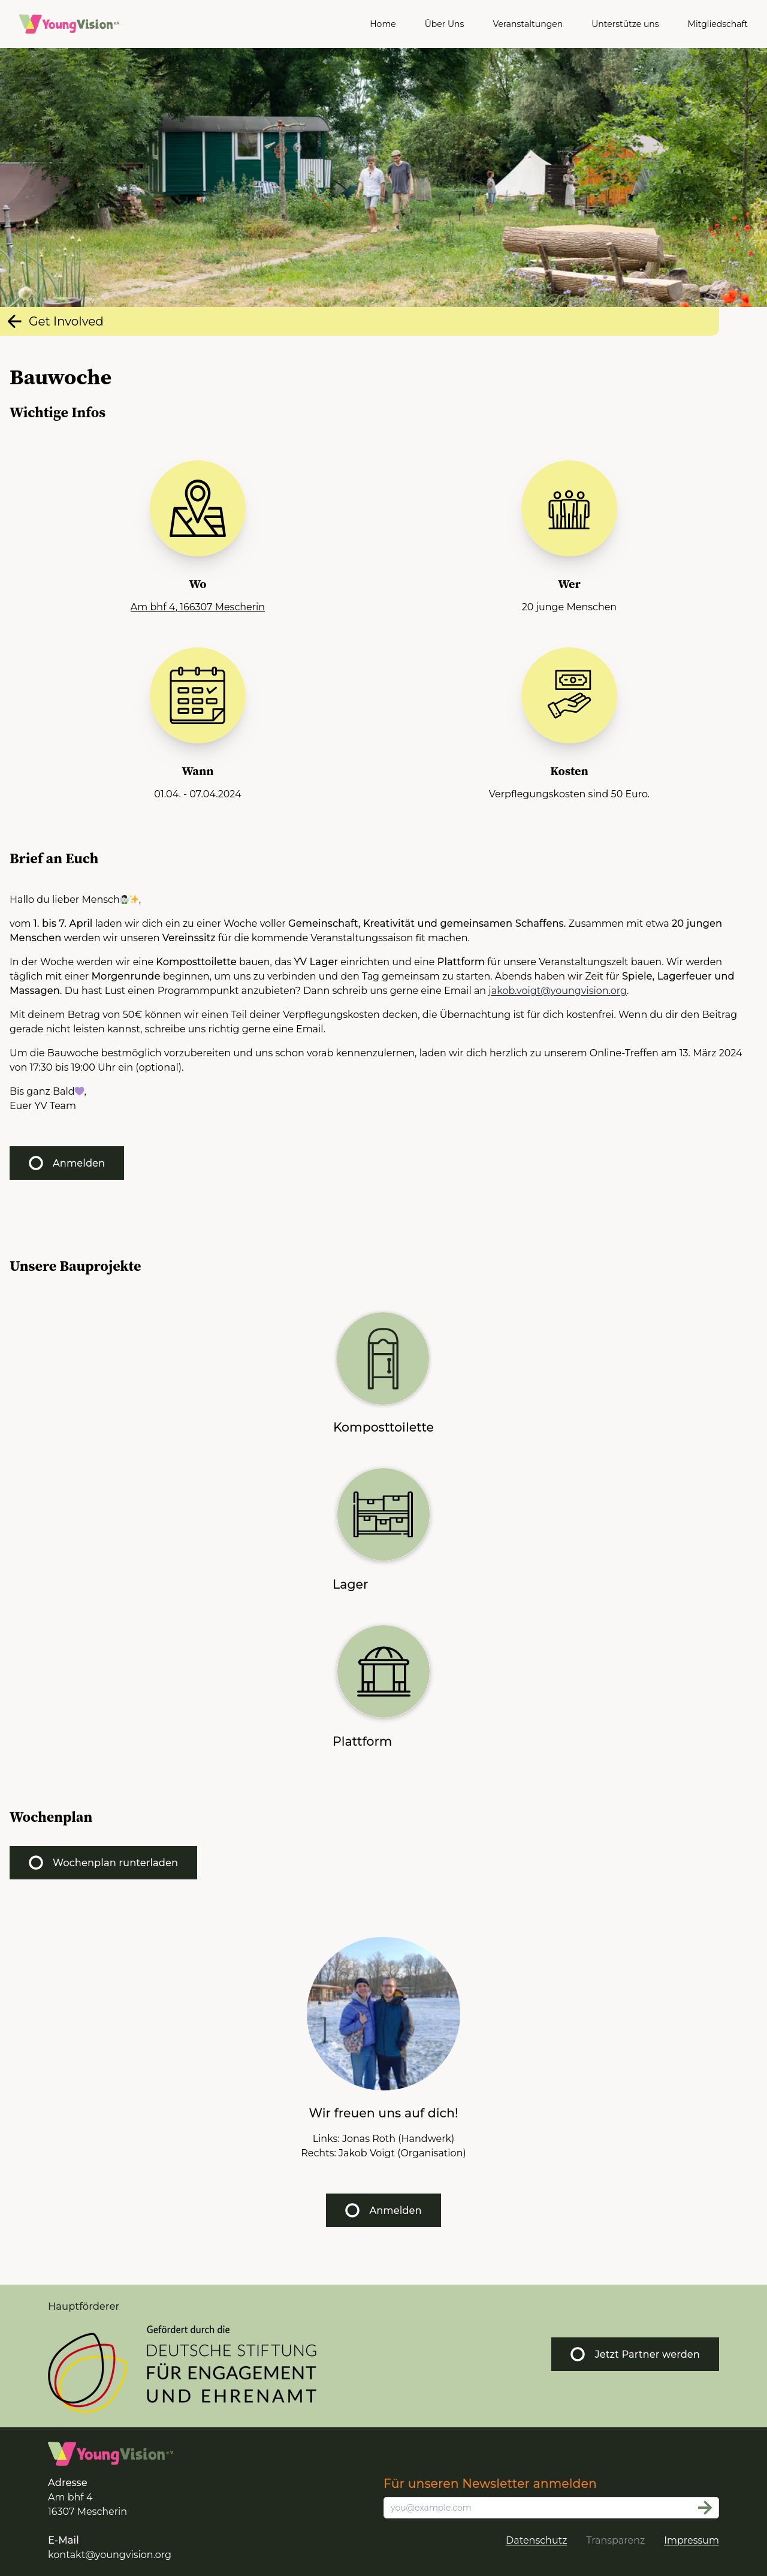 YoungVision e.V.
Home Über Uns Veranstaltungen Unterstütze uns Mitgliedschaft
Get Involved
Bauwoche
Wichtige Infos
Wo
Am bhf 4, 166307 Mescherin
Wer
20 junge Menschen
Wann
01.04. - 07.04.2024
Kosten
Verpflegungskosten sind 50 Euro.
Brief an Euch
Hallo du lieber Mensch🧑🏻‍🌾✨,
vom 1. bis 7. April laden wir dich ein zu einer Woche voller Gemeinschaft, Kreativität und gemeinsamen Schaffens. Zusammen mit etwa 20 jungen
Menschen werden wir unseren Vereinssitz für die kommende Veranstaltungssaison fit machen.
In der Woche werden wir eine Komposttoilette bauen, das YV Lager einrichten und eine Plattform für unsere Veranstaltungszelt bauen. Wir werden
täglich mit einer Morgenrunde beginnen, um uns zu verbinden und den Tag gemeinsam zu starten. Abends haben wir Zeit für Spiele, Lagerfeuer und
Massagen. Du hast Lust einen Programmpunkt anzubieten? Dann schreib uns gerne eine Email an jakob.voigt@youngvision.org.
Mit deinem Betrag von 50€ können wir einen Teil deiner Verpflegungskosten decken, die Übernachtung ist für dich kostenfrei. Wenn du dir den Beitrag
gerade nicht leisten kannst, schreibe uns richtig gerne eine Email.
Um die Bauwoche bestmöglich vorzubereiten und uns schon vorab kennenzulernen, laden wir dich herzlich zu unserem Online-Treffen am 13. März 2024
von 17:30 bis 19:00 Uhr ein (optional).
Bis ganz Bald💜,
Euer YV Team
Anmelden
Unsere Bauprojekte
Komposttoilette
Lager
Plattform
Wochenplan
Wochenplan runterladen
Wir freuen uns auf dich!
Links: Jonas Roth (Handwerk)
Rechts: Jakob Voigt (Organisation)
Anmelden
Hauptförderer
Gefördert durch die
DEUTSCHE STIFTUNG
FÜR ENGAGEMENT
UND EHRENAMT
Jetzt Partner werden
YoungVision e.V.
Adresse
Am bhf 4
16307 Mescherin
E-Mail
kontakt@youngvision.org
Für unseren Newsletter anmelden
you@example.com
Datenschutz Transparenz Impressum